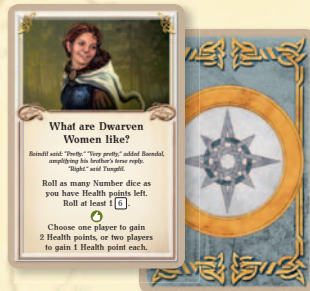 What are Dwarven
Women like?
Boindil said: "Pretty." "Very pretty," added Boendal,
amplifying his brother's terse reply.
"Right." said Tungdil.
Roll as many Number dice as
you have Health points left.
Roll at least 1 6.
Choose one player to gain
2 Health points, or two players
to gain 1 Health point each.